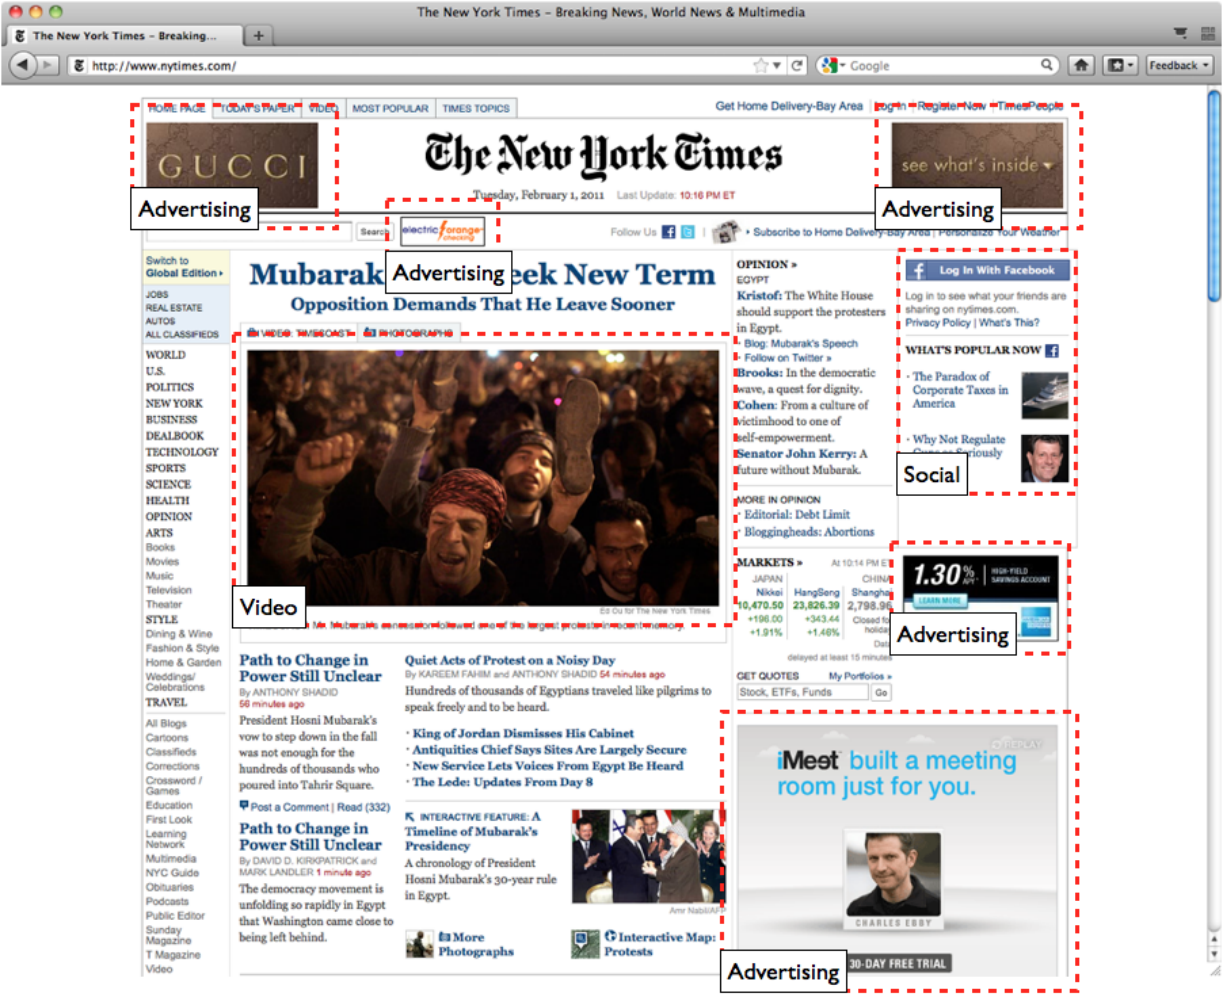 The New York Times – Breaking News, World News & Multimedia
The New York Times – Breaking...
http://www.nytimes.com/
Google
Feedback
HOME PAGE TODAY'S PAPER VIDEO MOST POPULAR TIMES TOPICS
Get Home Delivery-Bay Area Log In Register Now TimesPeople
GUCCI
Advertising
The New York Times
Tuesday, February 1, 2011 Last Update: 10:16 PM ET
see what's inside
Advertising
Search
electric orange checking
Advertising
Follow Us | Subscribe to Home Delivery-Bay Area | Personalize Your Weather
Switch to
Global Edition
JOBS
REAL ESTATE
AUTOS
ALL CLASSIFIEDS
WORLD
U.S.
POLITICS
NEW YORK
BUSINESS
DEALBOOK
TECHNOLOGY
SPORTS
SCIENCE
HEALTH
OPINION
ARTS
Books
Movies
Music
Television
Theater
STYLE
Dining & Wine
Fashion & Style
Home & Garden
Weddings/
Celebrations
TRAVEL
All Blogs
Cartoons
Classifieds
Corrections
Crossword /
Games
Education
First Look
Learning
Network
Multimedia
NYC Guide
Obituaries
Podcasts
Public Editor
Sunday
Magazine
T Magazine
Video
Mubarak eek New Term
Opposition Demands That He Leave Sooner
VIDEO: TIMESCAST PHOTOGRAPHS
Video
Ed Ou for The New York Times
Mr. Mubarak's concession followed one of the largest protests in recent memory.
Path to Change in
Power Still Unclear
By ANTHONY SHADID
56 minutes ago
President Hosni Mubarak's
vow to step down in the fall
was not enough for the
hundreds of thousands who
poured into Tahrir Square.
Post a Comment | Read (332)
Path to Change in
Power Still Unclear
By DAVID D. KIRKPATRICK and
MARK LANDLER 1 minute ago
The democracy movement is
unfolding so rapidly in Egypt
that Washington came close to
being left behind.
Quiet Acts of Protest on a Noisy Day
By KAREEM FAHIM and ANTHONY SHADID 54 minutes ago
Hundreds of thousands of Egyptians traveled like pilgrims to
speak freely and to be heard.
· King of Jordan Dismisses His Cabinet
· Antiquities Chief Says Sites Are Largely Secure
· New Service Lets Voices From Egypt Be Heard
· The Lede: Updates From Day 8
INTERACTIVE FEATURE: A
Timeline of Mubarak's
Presidency
A chronology of President
Hosni Mubarak's 30-year rule
in Egypt.
Amr Nabil/AFP
More
Photographs
Interactive Map:
Protests
OPINION »
EGYPT
Kristof: The White House
should support the protesters
in Egypt.
· Blog: Mubarak's Speech
· Follow on Twitter »
Brooks: In the democratic
wave, a quest for dignity.
Cohen: From a culture of
victimhood to one of
self-empowerment.
Senator John Kerry: A
future without Mubarak.
MORE IN OPINION
· Editorial: Debt Limit
· Bloggingheads: Abortions
MARKETS » At 10:14 PM ET
JAPAN CHINA
Nikkei HangSeng Shanghai
10,470.50 23,826.39 2,798.96
+196.00 +343.44 Closed for
+1.91% +1.46% holiday
Data
delayed at least 15 minutes
GET QUOTES My Portfolios »
Stock, ETFs, Funds Go
Log In With Facebook
Log in to see what your friends are
sharing on nytimes.com.
Privacy Policy | What's This?
WHAT'S POPULAR NOW
· The Paradox of
Corporate Taxes in
America
· Why Not Regulate
Guns as Seriously
Social
1.30% APY HIGH-YIELD
SAVINGS ACCOUNT
LEARN MORE
Advertising
REPLAY
iMeet built a meeting
room just for you.
CHARLES EBBY
30-DAY FREE TRIAL
Advertising